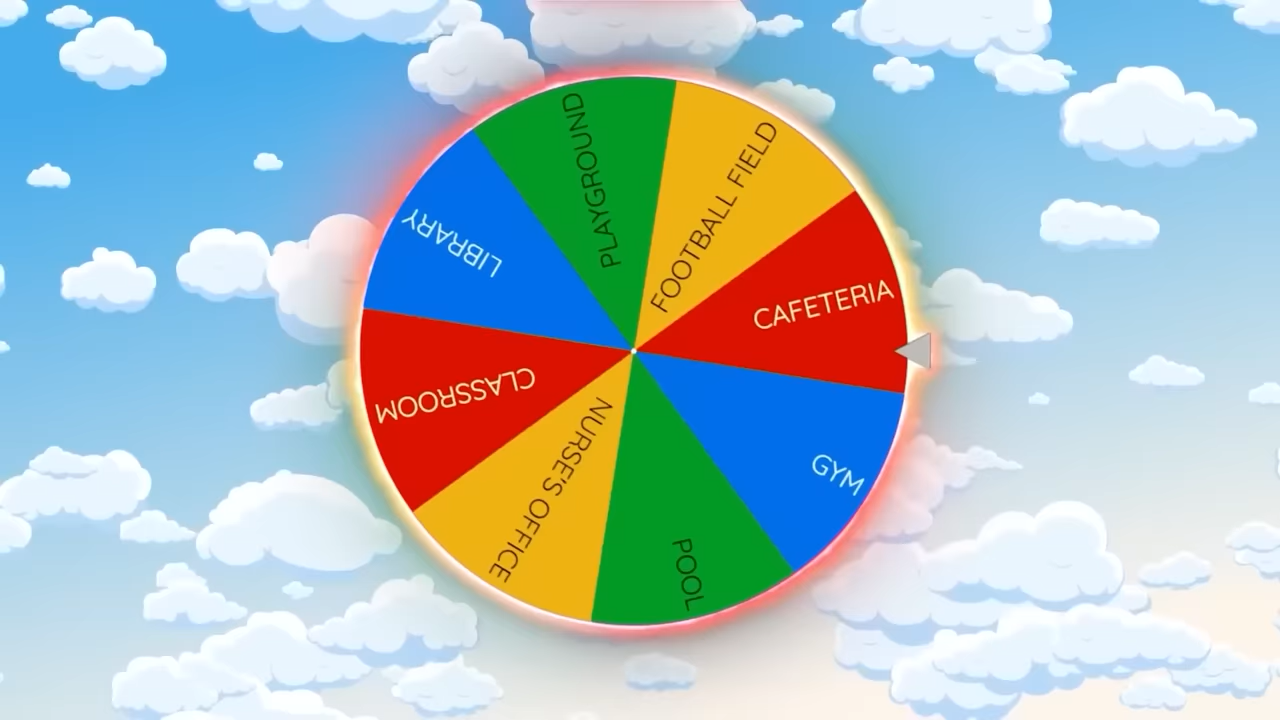 PLAYGROUND
FOOTBALL FIELD
CAFETERIA
GYM
POOL
NURSE'S OFFICE
CLASSROOM
LIBRARY